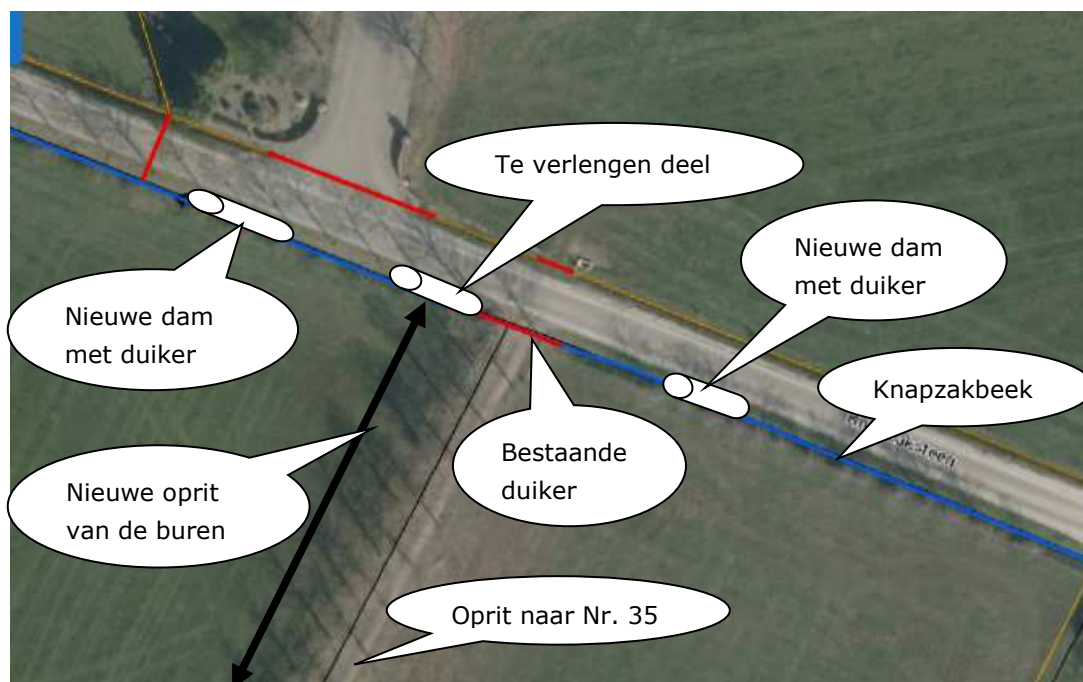 Te verlengen deel
Nieuwe dam
met duiker
Nieuwe dam
met duiker
Knapzakbeek
Bestaande
duiker
Nieuwe oprit
van de buren
Oprit naar Nr. 35